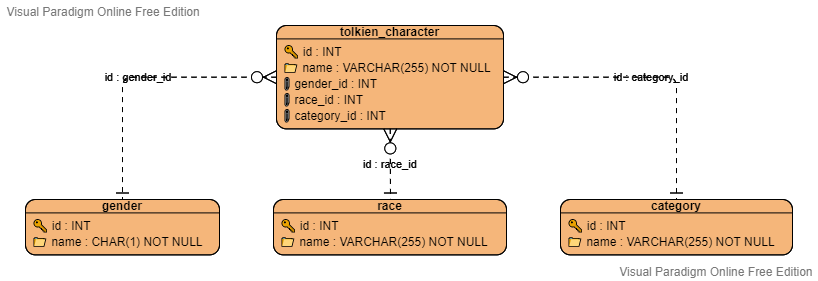 Visual Paradigm Online Free Edition
tolkien_character
id : INT
name : VARCHAR(255) NOT NULL
gender_id : INT
race_id : INT
category_id : INT
id : gender_id
id : category_id
id : race_id
gender
id : INT
name : CHAR(1) NOT NULL
race
id : INT
name : VARCHAR(255) NOT NULL
category
id : INT
name : VARCHAR(255) NOT NULL
Visual Paradigm Online Free Edition